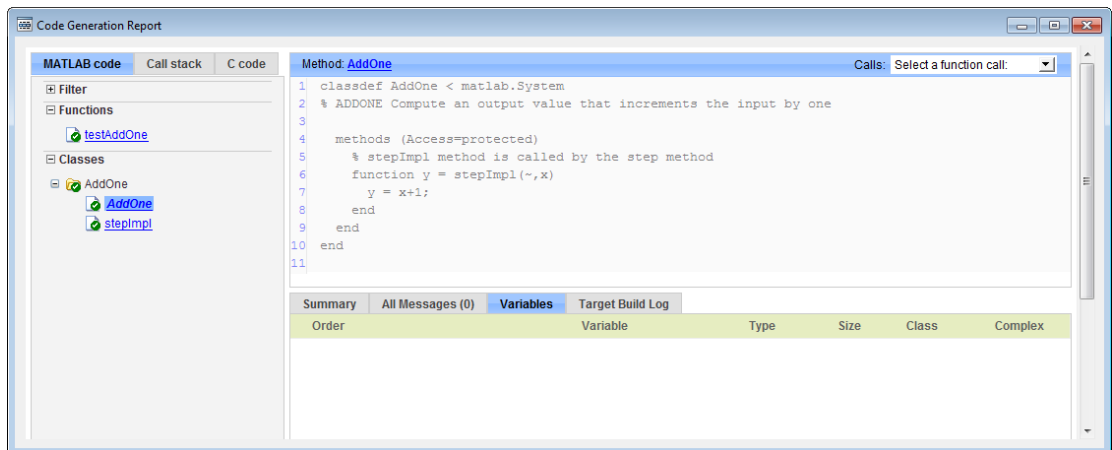 Code Generation Report
MATLAB code Call stack C code
Filter
Functions
testAddOne
Classes
AddOne
AddOne
stepImpl
Method: AddOne Calls: Select a function call:
1 classdef AddOne < matlab.System
2 % ADDONE Compute an output value that increments the input by one
3
4 methods (Access=protected)
5 % stepImpl method is called by the step method
6 function y = stepImpl(~,x)
7 y = x+1;
8 end
9 end
10 end
11
Summary All Messages (0) Variables Target Build Log
Order Variable Type Size Class Complex